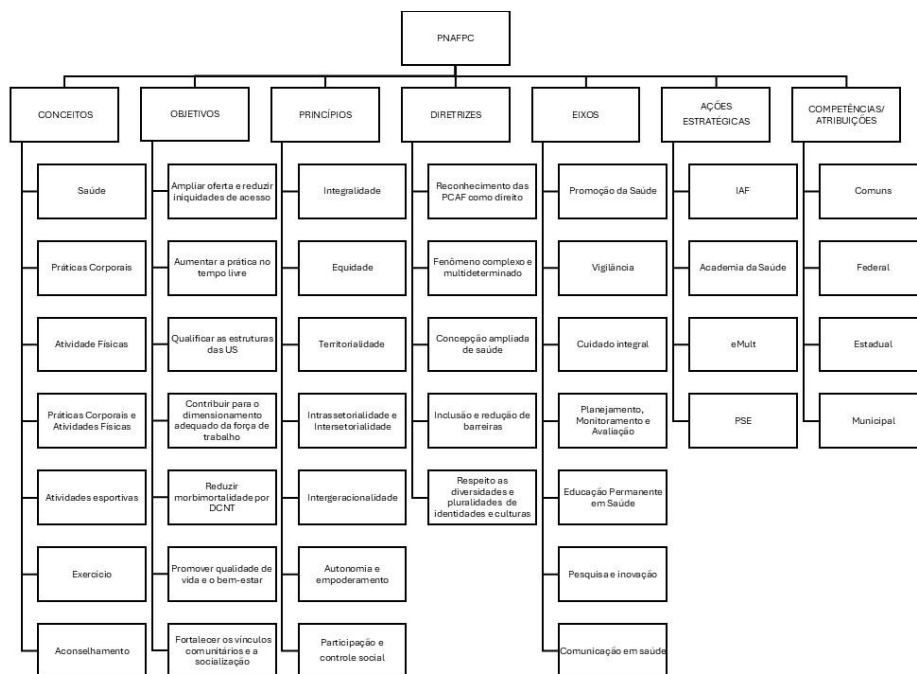 PNAFPC
CONCEITOS
OBJETIVOS
PRINCÍPIOS
DIRETRIZES
EIXOS
AÇÕES
ESTRATÉGICAS
COMPETÊNCIAS/
ATRIBUIÇÕES
Saúde
Práticas Corporais
Atividade Físicas
Práticas Corporais e
Atividades Físicas
Atividades esportivas
Exercício
Aconselhamento
Ampliar oferta e reduzir
iniquidades de acesso
Aumentar a prática no
tempo livre
Qualificar as estruturas
das US
Contribuir para o
dimensionamento
adequado da força de
trabalho
Reduzir
morbimortalidade por
DCNT
Promover qualidade de
vida e o bem-estar
Fortalecer os vínculos
comunitários e a
socialização
Integralidade
Equidade
Territorialidade
Intrassetorialidade e
Intersetorialidade
Intergeracionalidade
Autonomia e
empoderamento
Participação e
controle social
Reconhecimento das
PCAF como direito
Fenômeno complexo e
multideterminado
Concepção ampliada
de saúde
Inclusão e redução de
barreiras
Respeito as
diversidades e
pluralidades de
identidades e culturas
Promoção da Saúde
Vigilância
Cuidado integral
Planejamento,
Monitoramento e
Avaliação
Educação Permanente
em Saúde
Pesquisa e inovação
Comunicação em saúde
IAF
Academia da Saúde
eMult
PSE
Comuns
Federal
Estadual
Municipal